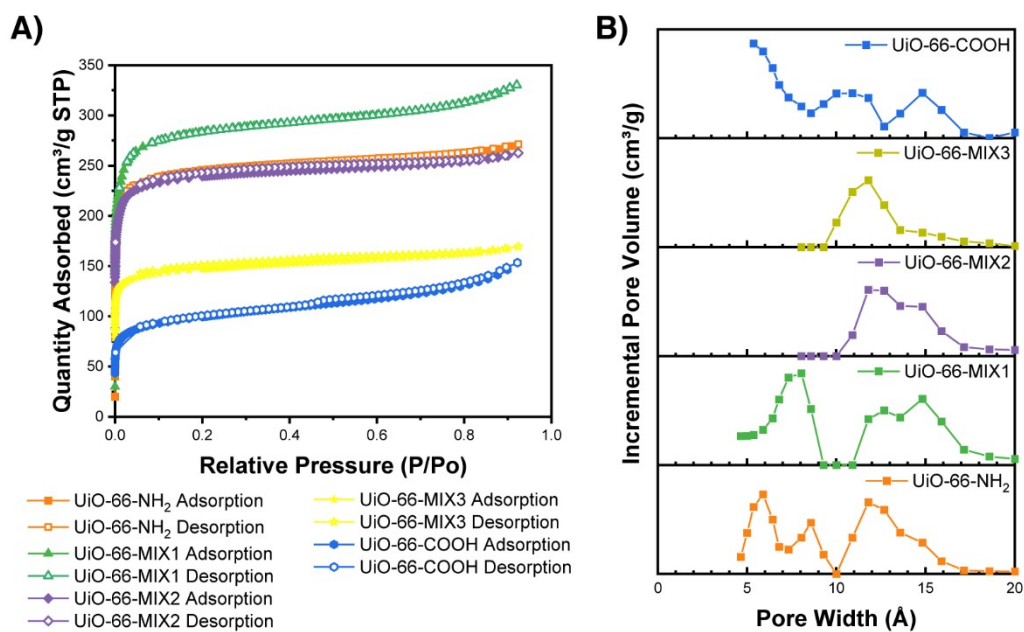 A)
Quantity Adsorbed (cm³/g STP)
350
300
250
200
150
100
50
0
0.0 0.2 0.4 0.6 0.8 1.0
Relative Pressure (P/Po)
UiO-66-NH₂ Adsorption
UiO-66-NH₂ Desorption
UiO-66-MIX1 Adsorption
UiO-66-MIX1 Desorption
UiO-66-MIX2 Adsorption
UiO-66-MIX2 Desorption
UiO-66-MIX3 Adsorption
UiO-66-MIX3 Desorption
UiO-66-COOH Adsorption
UiO-66-COOH Desorption
B)
Incremental Pore Volume (cm³/g)
UiO-66-COOH
UiO-66-MIX3
UiO-66-MIX2
UiO-66-MIX1
UiO-66-NH₂
0 5 10 15 20
Pore Width (Å)